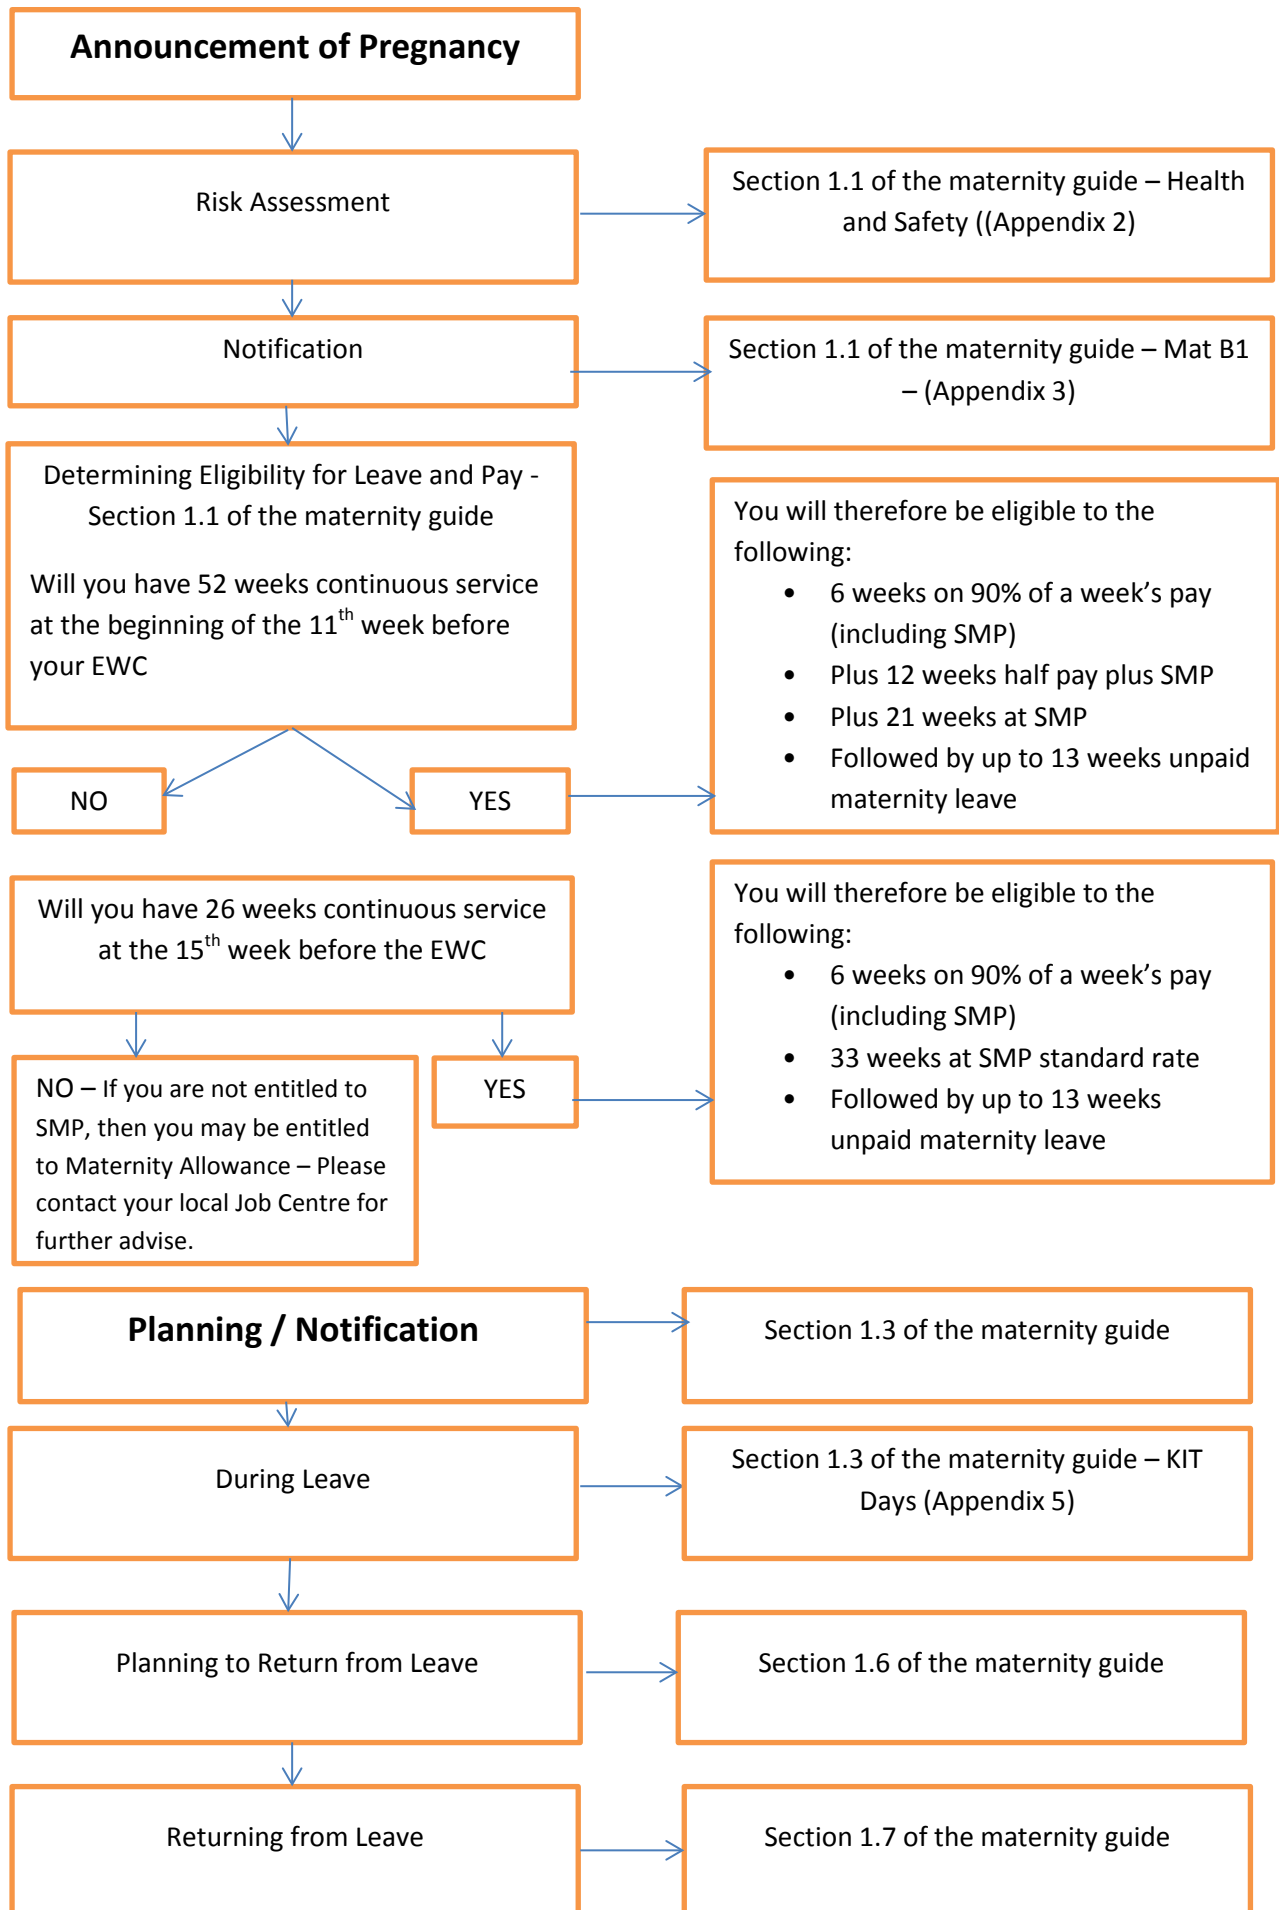 Announcement of Pregnancy
Risk Assessment
Section 1.1 of the maternity guide – Health
and Safety ((Appendix 2)
Notification
Section 1.1 of the maternity guide – Mat B1
– (Appendix 3)
Determining Eligibility for Leave and Pay -
Section 1.1 of the maternity guide
Will you have 52 weeks continuous service
at the beginning of the 11th week before
your EWC
You will therefore be eligible to the
following:
• 6 weeks on 90% of a week’s pay
(including SMP)
• Plus 12 weeks half pay plus SMP
• Plus 21 weeks at SMP
• Followed by up to 13 weeks unpaid
maternity leave
NO
YES
Will you have 26 weeks continuous service
at the 15th week before the EWC
You will therefore be eligible to the
following:
• 6 weeks on 90% of a week’s pay
(including SMP)
• 33 weeks at SMP standard rate
• Followed by up to 13 weeks
unpaid maternity leave
NO – If you are not entitled to
SMP, then you may be entitled
to Maternity Allowance – Please
contact your local Job Centre for
further advise.
YES
Planning / Notification
Section 1.3 of the maternity guide
During Leave
Section 1.3 of the maternity guide – KIT
Days (Appendix 5)
Planning to Return from Leave
Section 1.6 of the maternity guide
Returning from Leave
Section 1.7 of the maternity guide